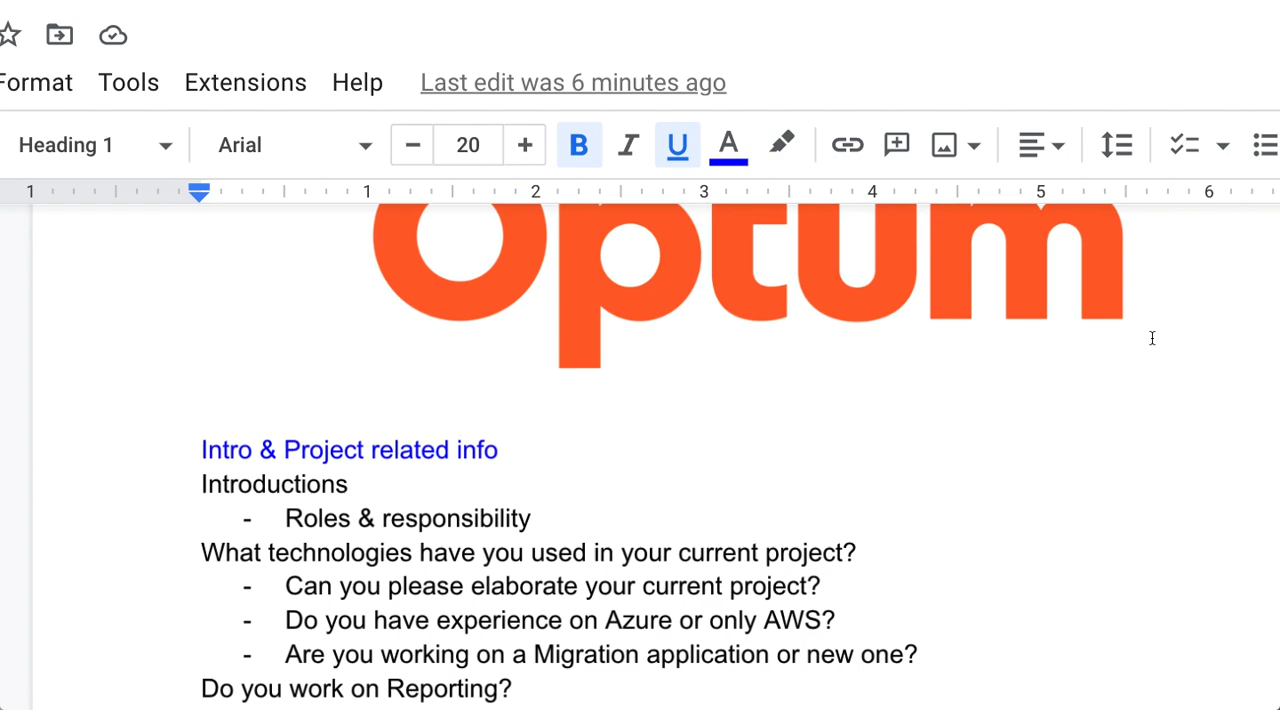 Format Tools Extensions Help Last edit was 6 minutes ago
Heading 1 Arial 20 B I U A
1 1 2 3 4 5 6
Optum
Intro & Project related info
Introductions
- Roles & responsibility
What technologies have you used in your current project?
- Can you please elaborate your current project?
- Do you have experience on Azure or only AWS?
- Are you working on a Migration application or new one?
Do you work on Reporting?